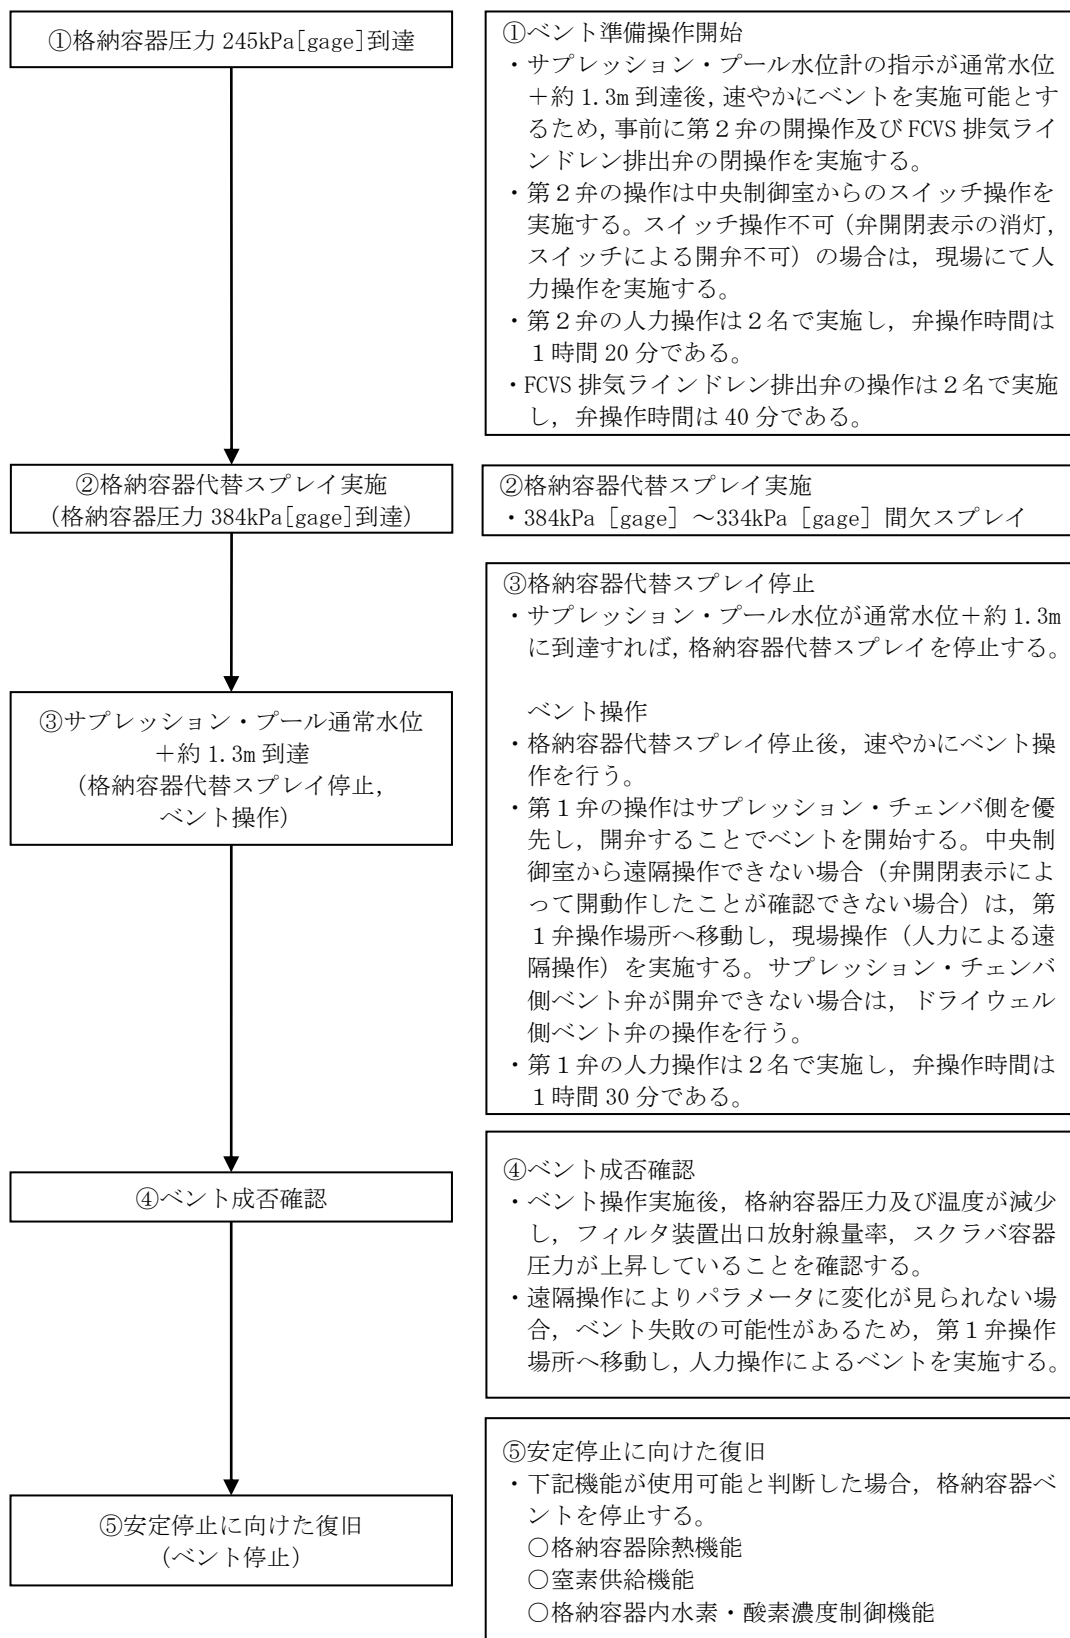 ①格納容器圧力 245kPa[gage]到達
①ベント準備操作開始
・サプレッション・プール水位計の指示が通常水位
＋約 1.3m 到達後，速やかにベントを実施可能とす
るため，事前に第２弁の開操作及び FCVS 排気ライ
ンドレン排出弁の閉操作を実施する。
・第２弁の操作は中央制御室からのスイッチ操作を
実施する。スイッチ操作不可（弁開閉表示の消灯，
スイッチによる開弁不可）の場合は，現場にて人
力操作を実施する。
・第２弁の人力操作は２名で実施し，弁操作時間は
１時間 20 分である。
・FCVS 排気ラインドレン排出弁の操作は２名で実施
し，弁操作時間は 40 分である。
②格納容器代替スプレイ実施
（格納容器圧力 384kPa[gage]到達）
②格納容器代替スプレイ実施
・384kPa［gage］～334kPa［gage］間欠スプレイ
③サプレッション・プール通常水位
＋約 1.3m 到達
（格納容器代替スプレイ停止，
ベント操作）
③格納容器代替スプレイ停止
・サプレッション・プール水位が通常水位＋約 1.3m
に到達すれば，格納容器代替スプレイを停止する。
ベント操作
・格納容器代替スプレイ停止後，速やかにベント操
作を行う。
・第１弁の操作はサプレッション・チェンバ側を優
先し，開弁することでベントを開始する。中央制
御室から遠隔操作できない場合（弁開閉表示によ
って開動作したことが確認できない場合）は，第
１弁操作場所へ移動し，現場操作（人力による遠
隔操作）を実施する。サプレッション・チェンバ
側ベント弁が開弁できない場合は，ドライウェル
側ベント弁の操作を行う。
・第１弁の人力操作は２名で実施し，弁操作時間は
１時間 30 分である。
④ベント成否確認
④ベント成否確認
・ベント操作実施後，格納容器圧力及び温度が減少
し，フィルタ装置出口放射線量率，スクラバ容器
圧力が上昇していることを確認する。
・遠隔操作によりパラメータに変化が見られない場
合，ベント失敗の可能性があるため，第１弁操作
場所へ移動し，人力操作によるベントを実施する。
⑤安定停止に向けた復旧
（ベント停止）
⑤安定停止に向けた復旧
・下記機能が使用可能と判断した場合，格納容器ベ
ントを停止する。
○格納容器除熱機能
○窒素供給機能
○格納容器内水素・酸素濃度制御機能